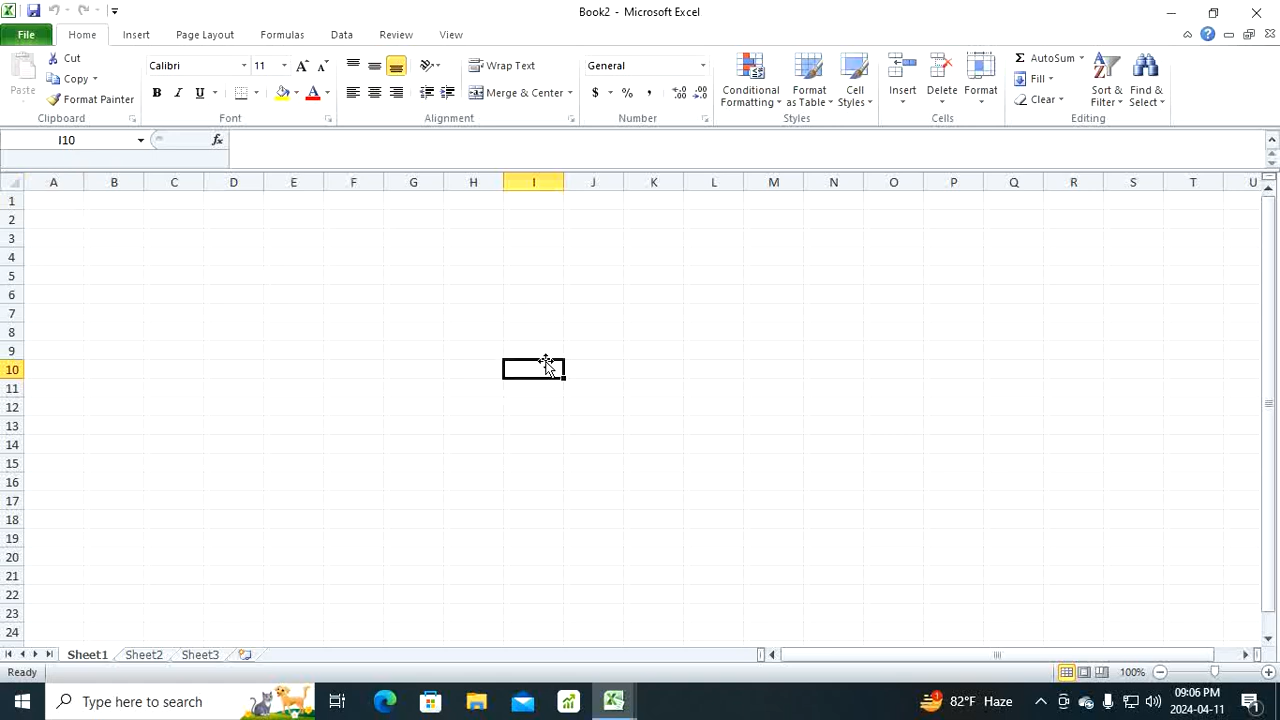 Book2 - Microsoft Excel
File Home Insert Page Layout Formulas Data Review View
Paste
Cut
Copy
Format Painter
Clipboard
Calibri 11
B I U A
Font
Wrap Text
Merge & Center
Alignment
General
$ % ,
Number
Conditional Formatting
Format as Table
Cell Styles
Styles
Insert Delete Format
Cells
Σ AutoSum
Fill
Clear
Sort & Filter
Find & Select
Editing
I10 fx
A B C D E F G H I J K L M N O P Q R S T U
1
2
3
4
5
6
7
8
9
10
11
12
13
14
15
16
17
18
19
20
21
22
23
24
Sheet1 Sheet2 Sheet3
Ready 100%
Type here to search 1 82°F Haze 09:06 PM
2024-04-11 1